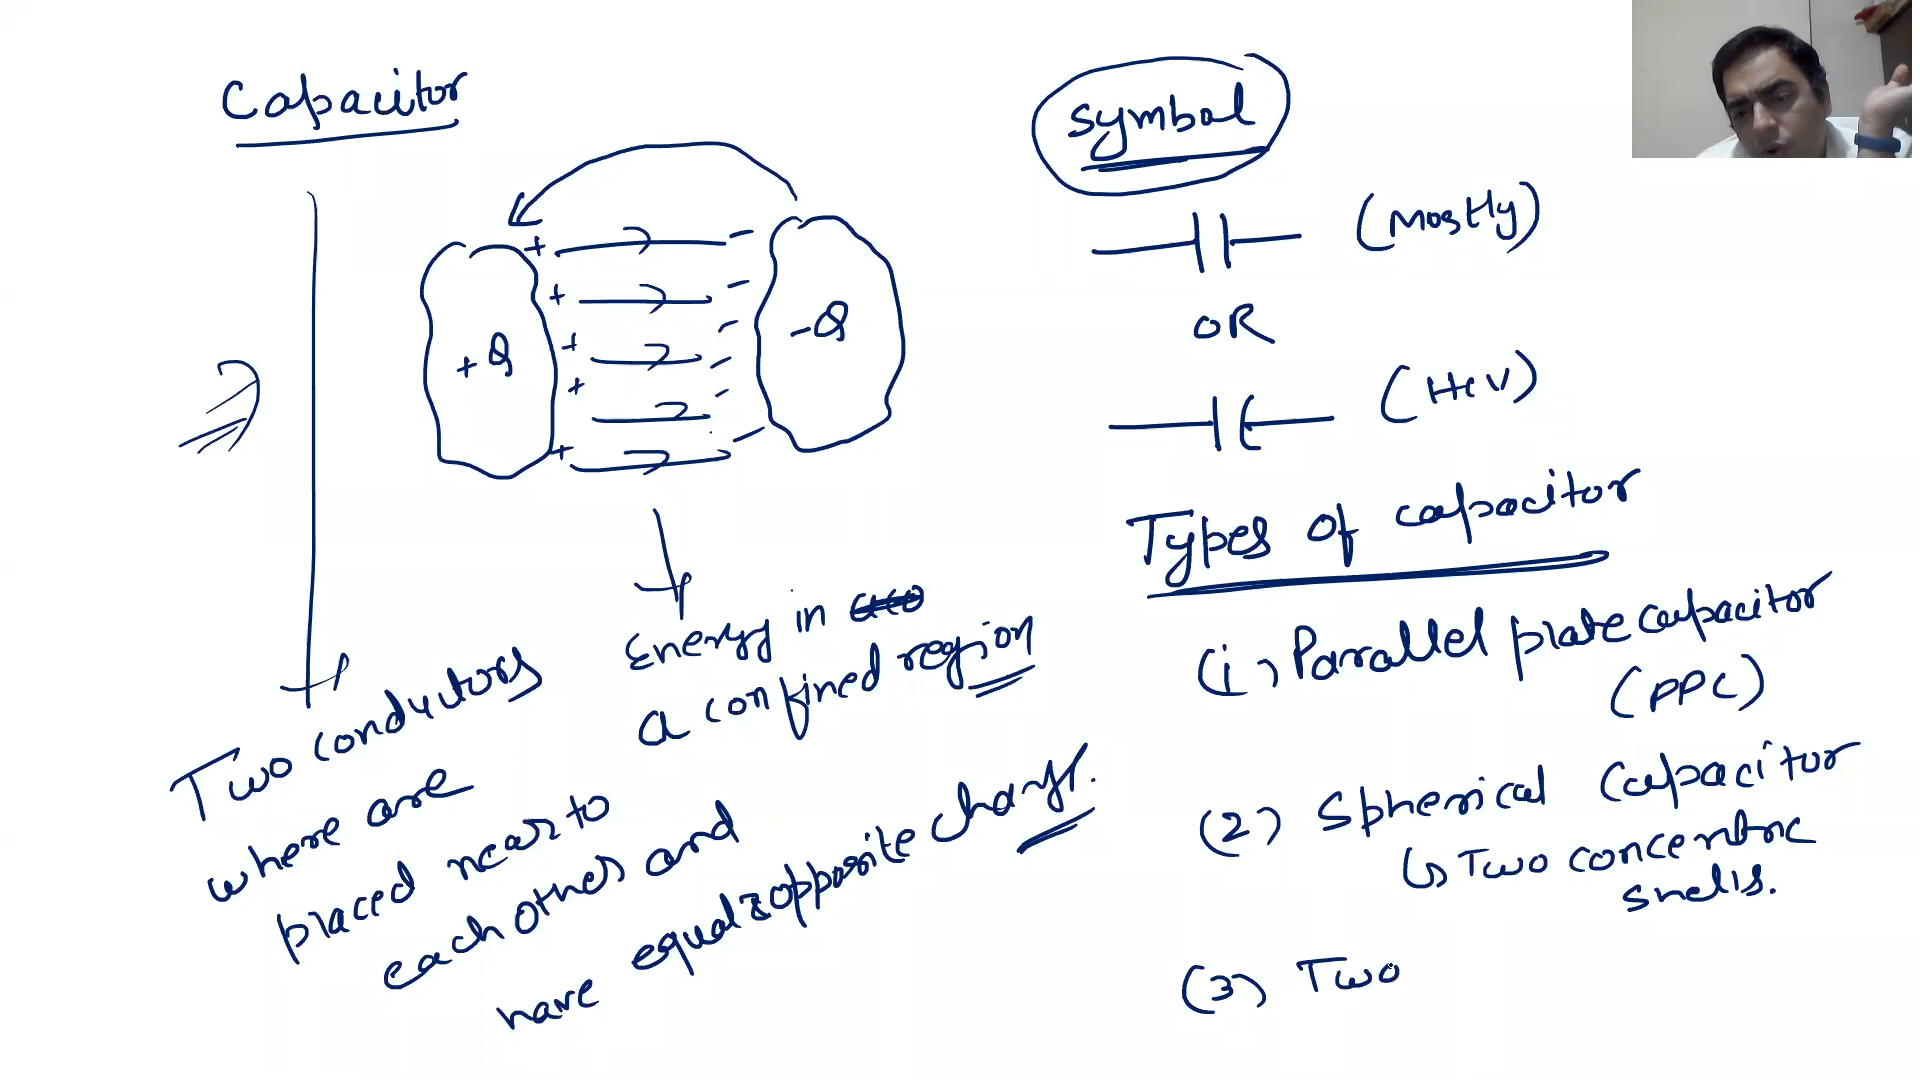 Capacitor
+Q
-Q
Energy in
a confined region
Two conductors
where are
placed near to
each other and
have equal & opposite charge.
symbol
(Mostly)
OR
(HCV)
Types of capacitor
(1) Parallel plate capacitor
(PPC)
(2) Spherical Capacitor
↳ Two concentric
shells.
(3) Two